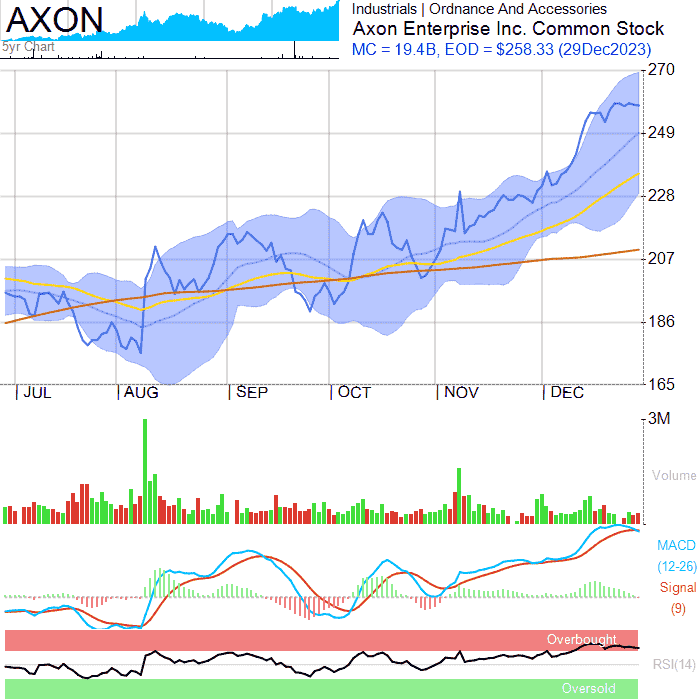 AXON
5yr Chart
Industrials | Ordnance And Accessories
Axon Enterprise Inc. Common Stock
MC = 19.4B, EOD = $258.33 (29Dec2023)
270
249
228
207
186
165
|JUL |AUG |SEP |OCT |NOV |DEC
3M
Volume
MACD
(12-26)
Signal
(9)
Overbought
RSI(14)
Oversold